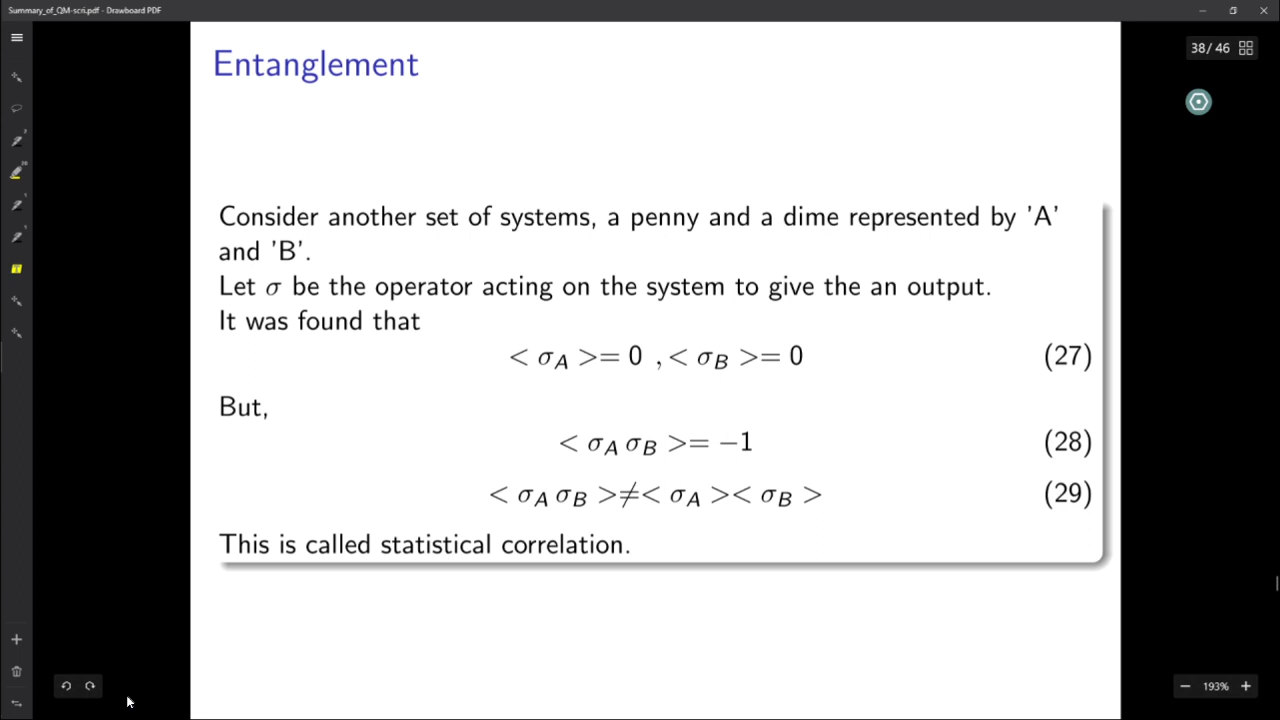 Summary_of_QM-scri.pdf - Drawboard PDF
38 / 46
Entanglement
Consider another set of systems, a penny and a dime represented by 'A'
and 'B'.
Let σ be the operator acting on the system to give the an output.
It was found that
< σ_A >= 0 , < σ_B >= 0 (27)
But,
< σ_A σ_B >= −1 (28)
< σ_A σ_B >≠< σ_A >< σ_B > (29)
This is called statistical correlation.
193%